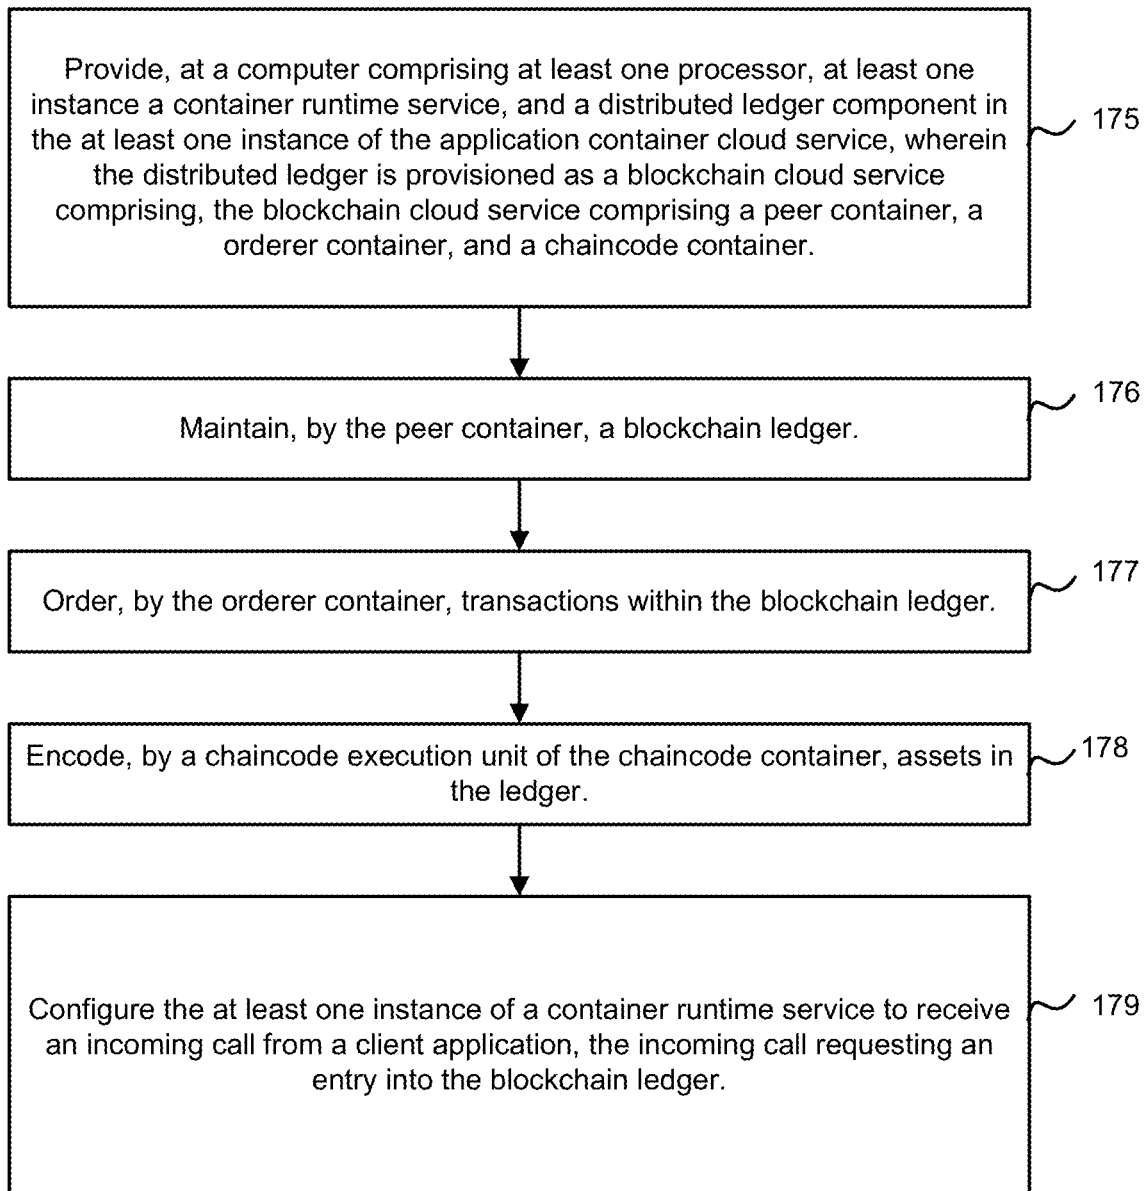 Provide, at a computer comprising at least one processor, at least one
instance a container runtime service, and a distributed ledger component in
the at least one instance of the application container cloud service, wherein
the distributed ledger is provisioned as a blockchain cloud service
comprising, the blockchain cloud service comprising a peer container, a
orderer container, and a chaincode container.
175
Maintain, by the peer container, a blockchain ledger.
176
Order, by the orderer container, transactions within the blockchain ledger.
177
Encode, by a chaincode execution unit of the chaincode container, assets in
the ledger.
178
Configure the at least one instance of a container runtime service to receive
an incoming call from a client application, the incoming call requesting an
entry into the blockchain ledger.
179